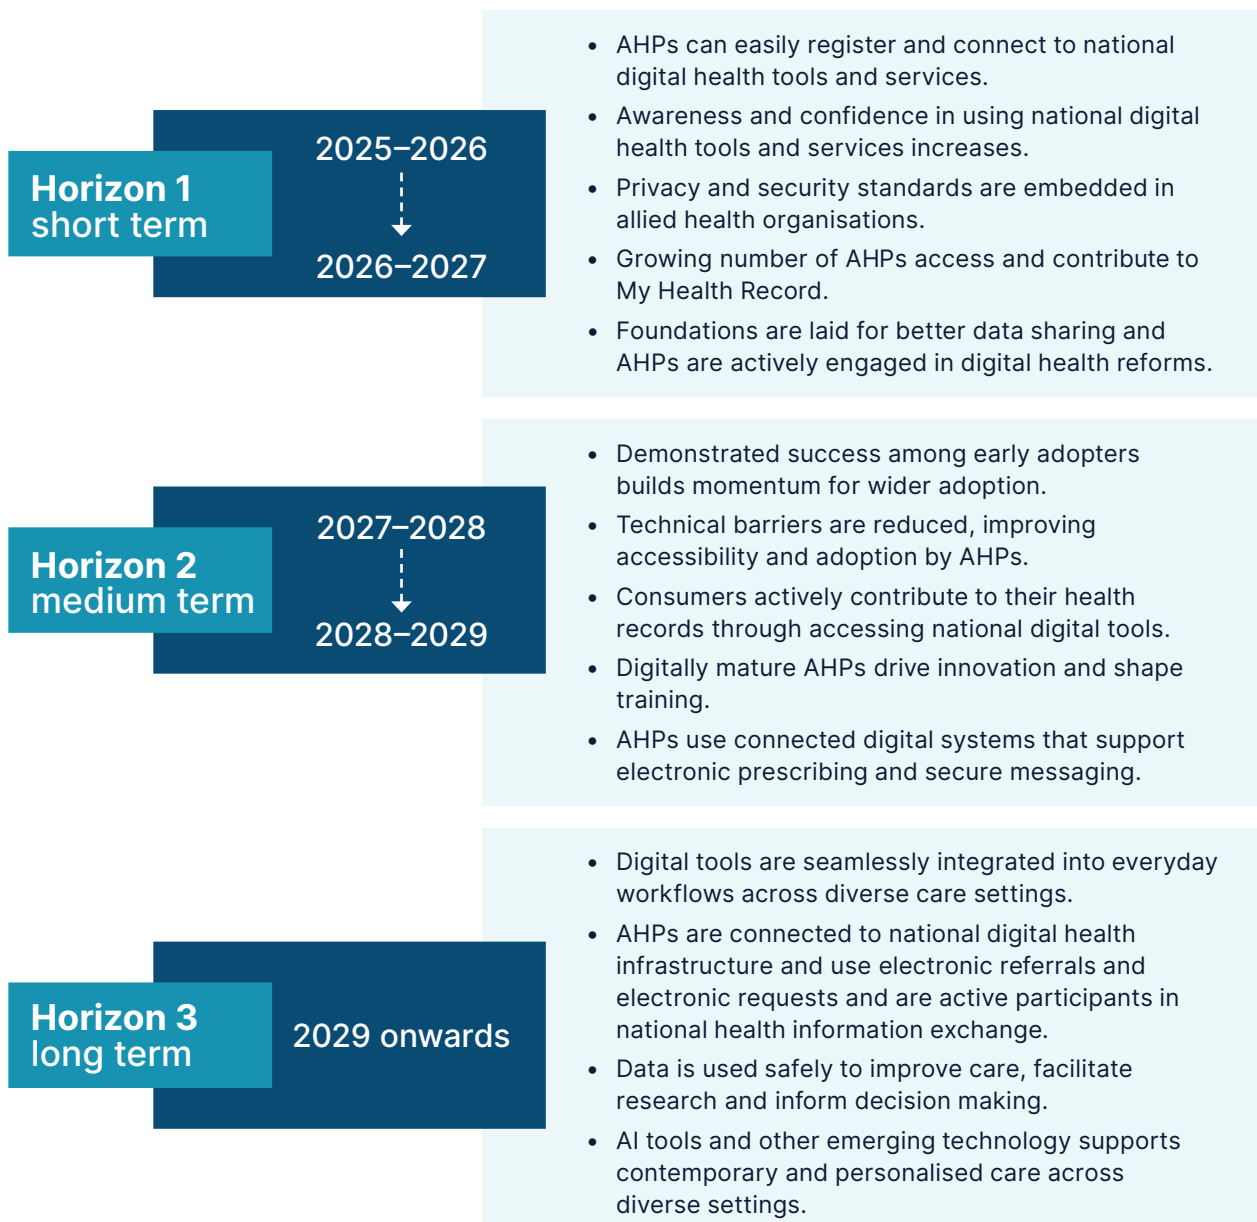 Horizon 1
short term
2025–2026
2026–2027
• AHPs can easily register and connect to national
digital health tools and services.
• Awareness and confidence in using national digital
health tools and services increases.
• Privacy and security standards are embedded in
allied health organisations.
• Growing number of AHPs access and contribute to
My Health Record.
• Foundations are laid for better data sharing and
AHPs are actively engaged in digital health reforms.
Horizon 2
medium term
2027–2028
2028–2029
• Demonstrated success among early adopters
builds momentum for wider adoption.
• Technical barriers are reduced, improving
accessibility and adoption by AHPs.
• Consumers actively contribute to their health
records through accessing national digital tools.
• Digitally mature AHPs drive innovation and shape
training.
• AHPs use connected digital systems that support
electronic prescribing and secure messaging.
Horizon 3
long term
2029 onwards
• Digital tools are seamlessly integrated into everyday
workflows across diverse care settings.
• AHPs are connected to national digital health
infrastructure and use electronic referrals and
electronic requests and are active participants in
national health information exchange.
• Data is used safely to improve care, facilitate
research and inform decision making.
• AI tools and other emerging technology supports
contemporary and personalised care across
diverse settings.